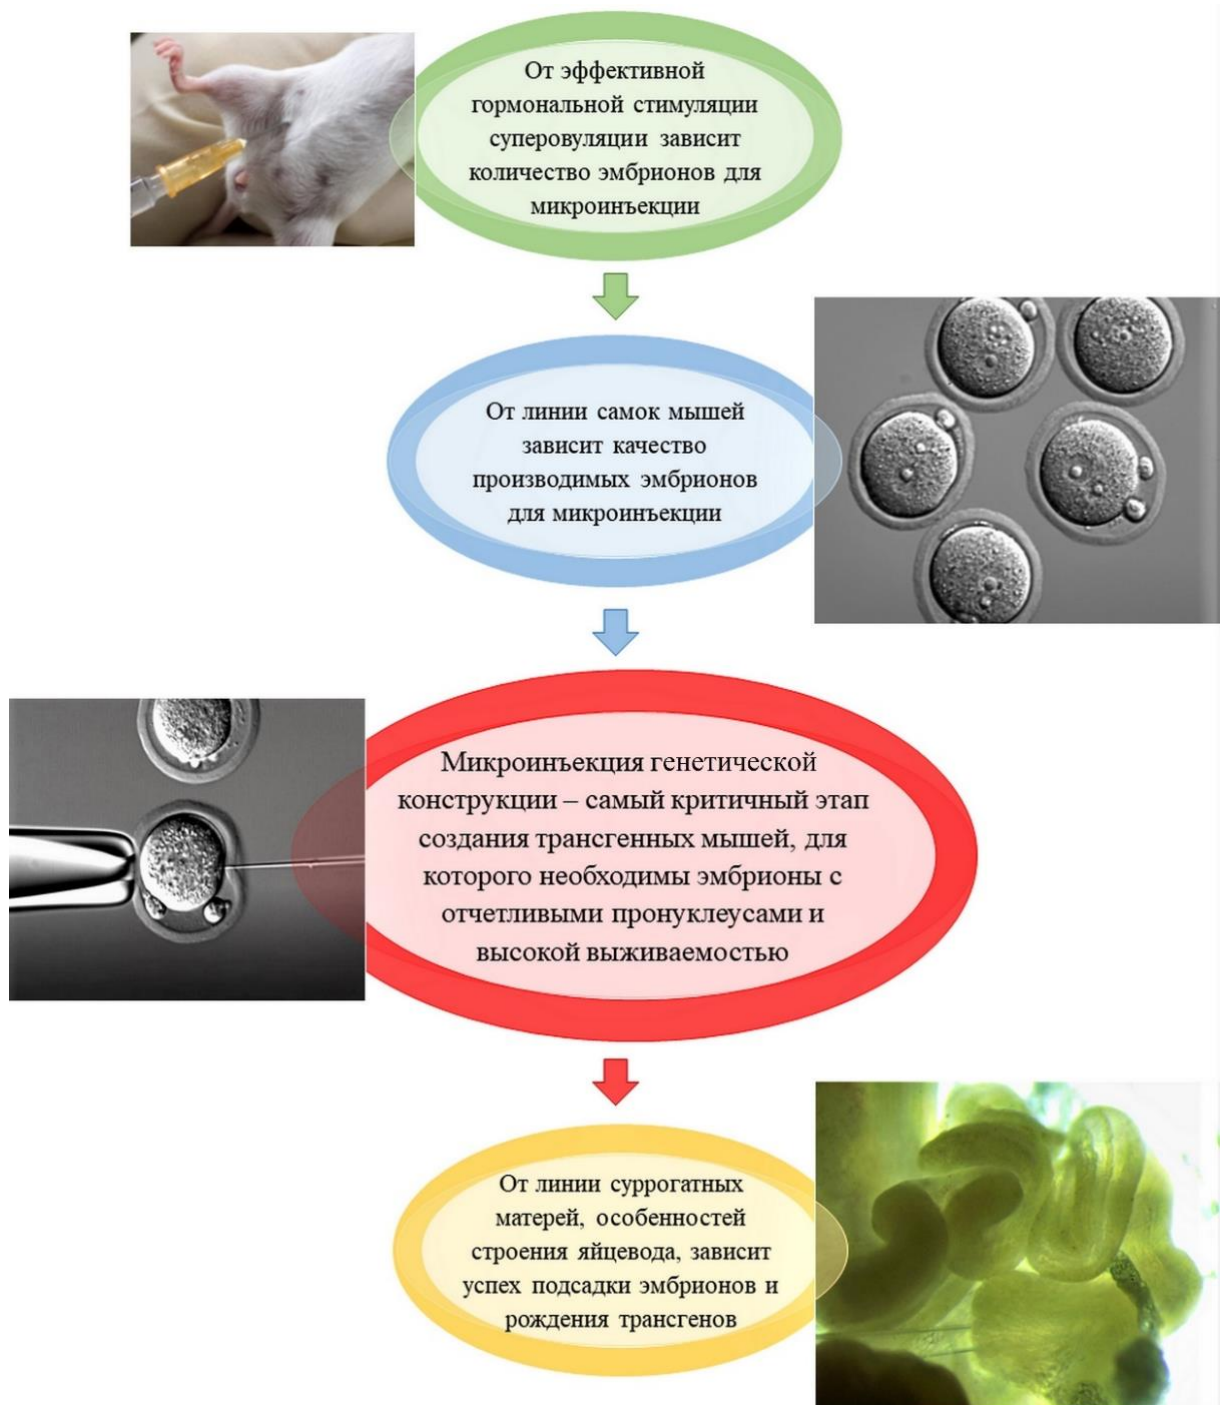 От эффективной
гормональной стимуляции
суперовуляции зависит
количество эмбрионов для
микроинъекции
От линии самок мышей
зависит качество
производимых эмбрионов
для микроинъекции
Микроинъекция генетической
конструкции – самый критичный этап
создания трансгенных мышей, для
которого необходимы эмбрионы с
отчетливыми пронуклеусами и
высокой выживаемостью
От линии суррогатных
матерей, особенностей
строения яйцевода, зависит
успех подсадки эмбрионов и
рождения трансгенов